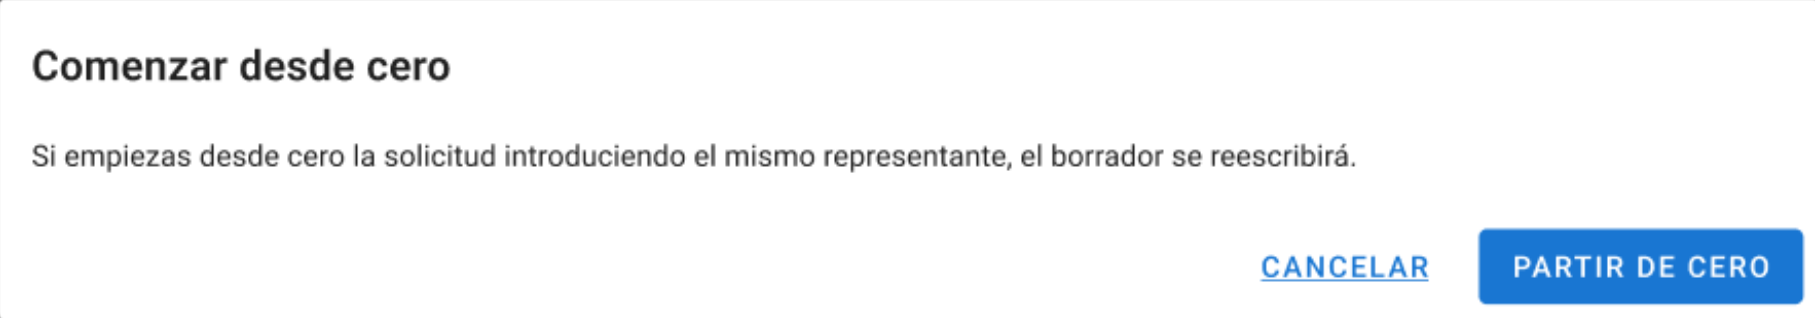 Comenzar desde cero
Si empiezas desde cero la solicitud introduciendo el mismo representante, el borrador se reescribirá.
CANCELAR PARTIR DE CERO